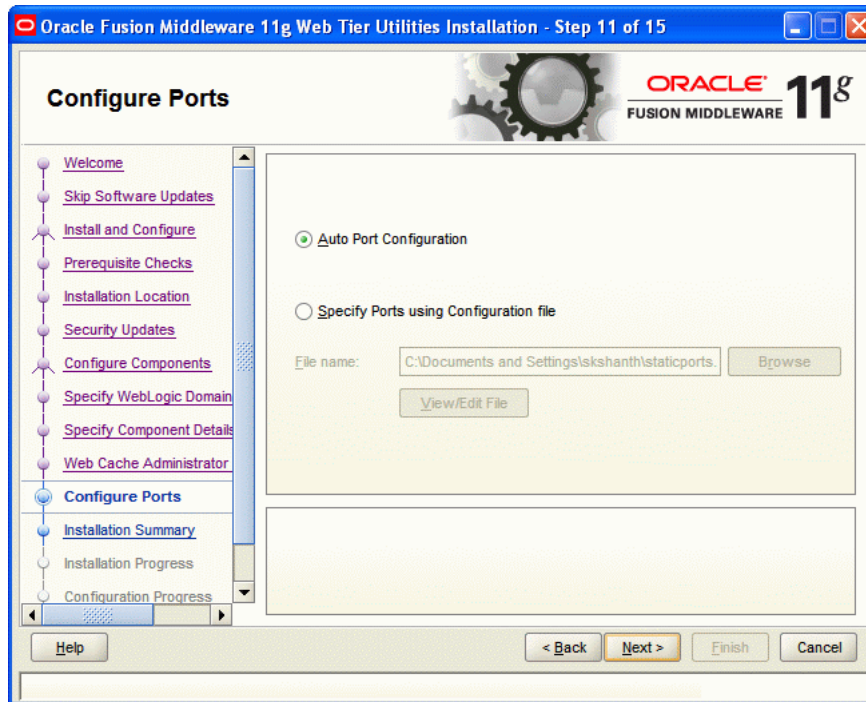 Oracle Fusion Middleware 11g Web Tier Utilities Installation - Step 11 of 15
Configure Ports
ORACLE
FUSION MIDDLEWARE
11g
Welcome
Skip Software Updates
Install and Configure
Prerequisite Checks
Installation Location
Security Updates
Configure Components
Specify WebLogic Domain
Specify Component Details
Web Cache Administrator
Configure Ports
Installation Summary
Installation Progress
Configuration Progress
Auto Port Configuration
Specify Ports using Configuration file
File name:
C:\Documents and Settings\skshanth\staticports.
Browse
View/Edit File
Help
< Back
Next >
Finish
Cancel